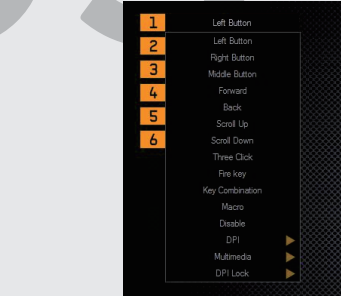 1 Left Button
2 Left Button
Right Button
3 Middle Button
4 Forward
Back
5 Scroll Up
6 Scroll Down
Three Click
Fire key
Key Combination
Macro
Disable
DPI
Multimedia
DPI Lock